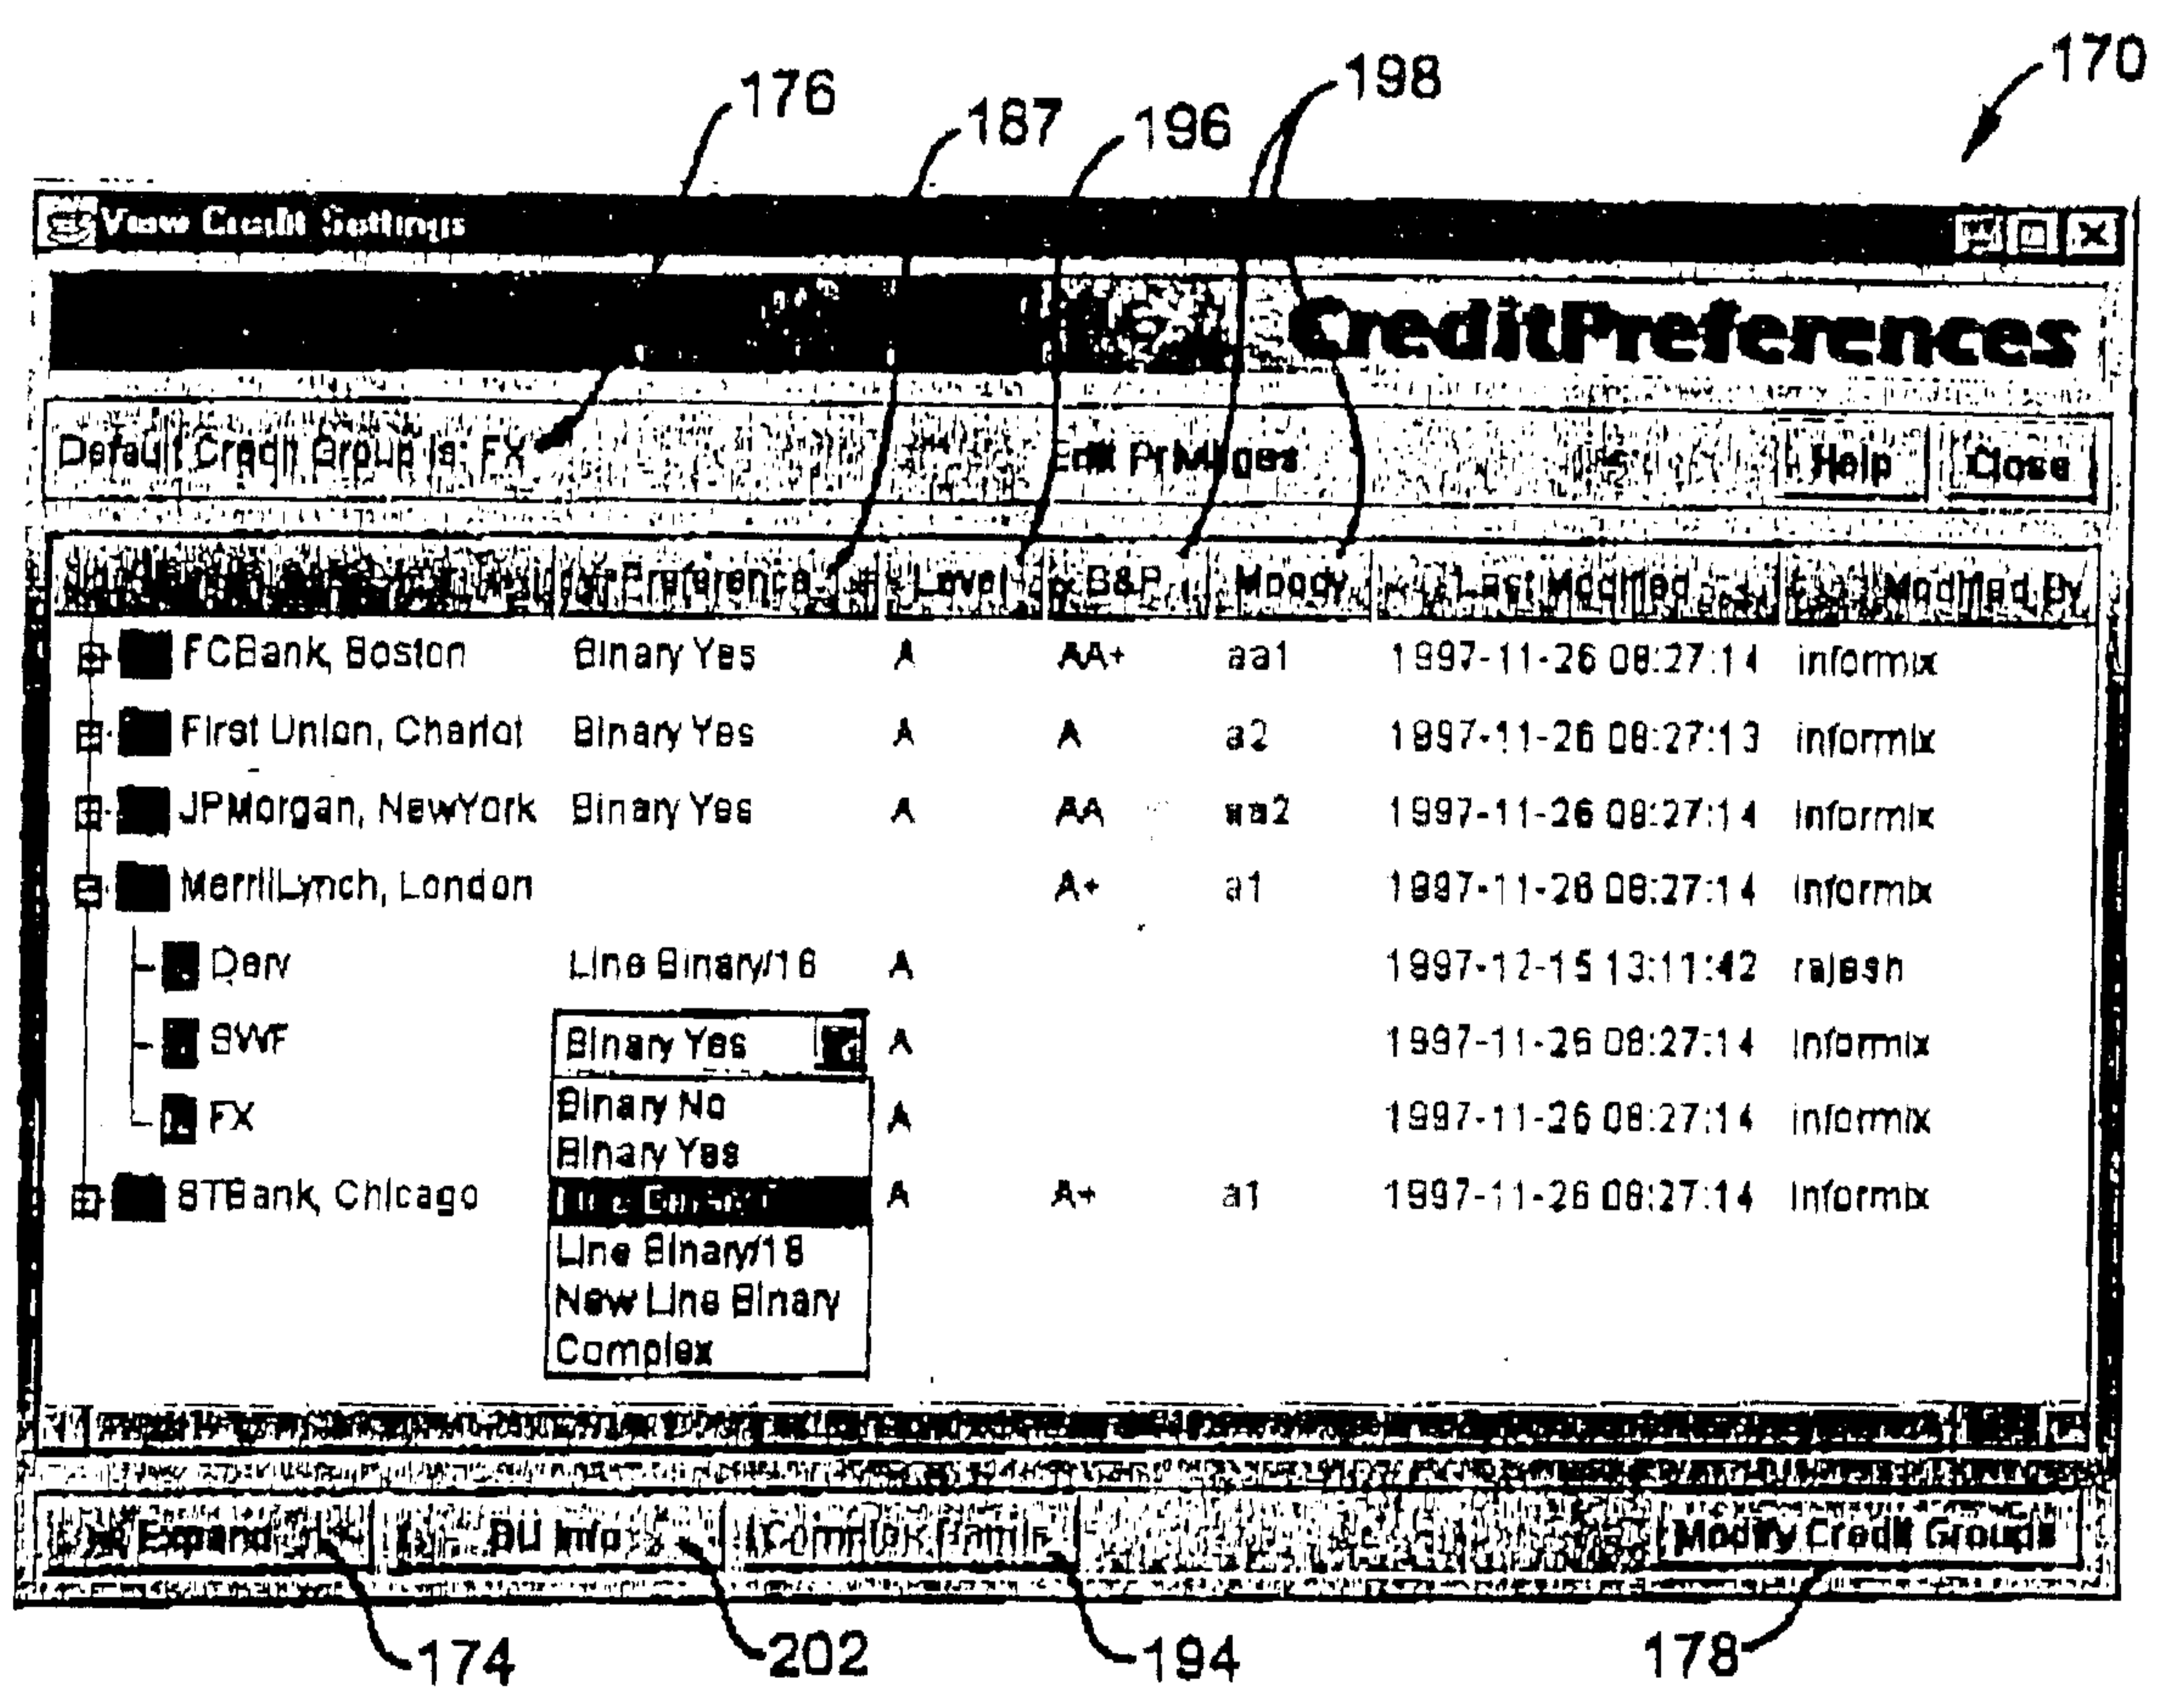 176
187
196
198
170
View Credit Settings
CreditPreferences
Default Credit Group Is: FX
Edit Privileges
Help
Close
Preference
Level
S&P
Moody
Last Modified
Modified By
FCBank, Boston Binary Yes A AA+ aa1 1997-11-26 08:27:14 informix
First Union, Charlot Binary Yes A A a2 1997-11-26 08:27:13 informix
JPMorgan, NewYork Binary Yes A AA aa2 1997-11-26 08:27:14 informix
MerrilLynch, London A+ a1 1997-11-26 08:27:14 informix
Derv Line Binary/16 A 1997-12-15 13:11:42 rajesh
SWF Binary Yes A 1997-11-26 08:27:14 informix
FX A 1997-11-26 08:27:14 informix
Binary No
Binary Yes
STBank, Chicago A A+ a1 1997-11-26 08:27:14 informix
Line Binary/18
New Line Binary
Complex
Expand
BU Info
Modify Credit Groups
174
202
194
178